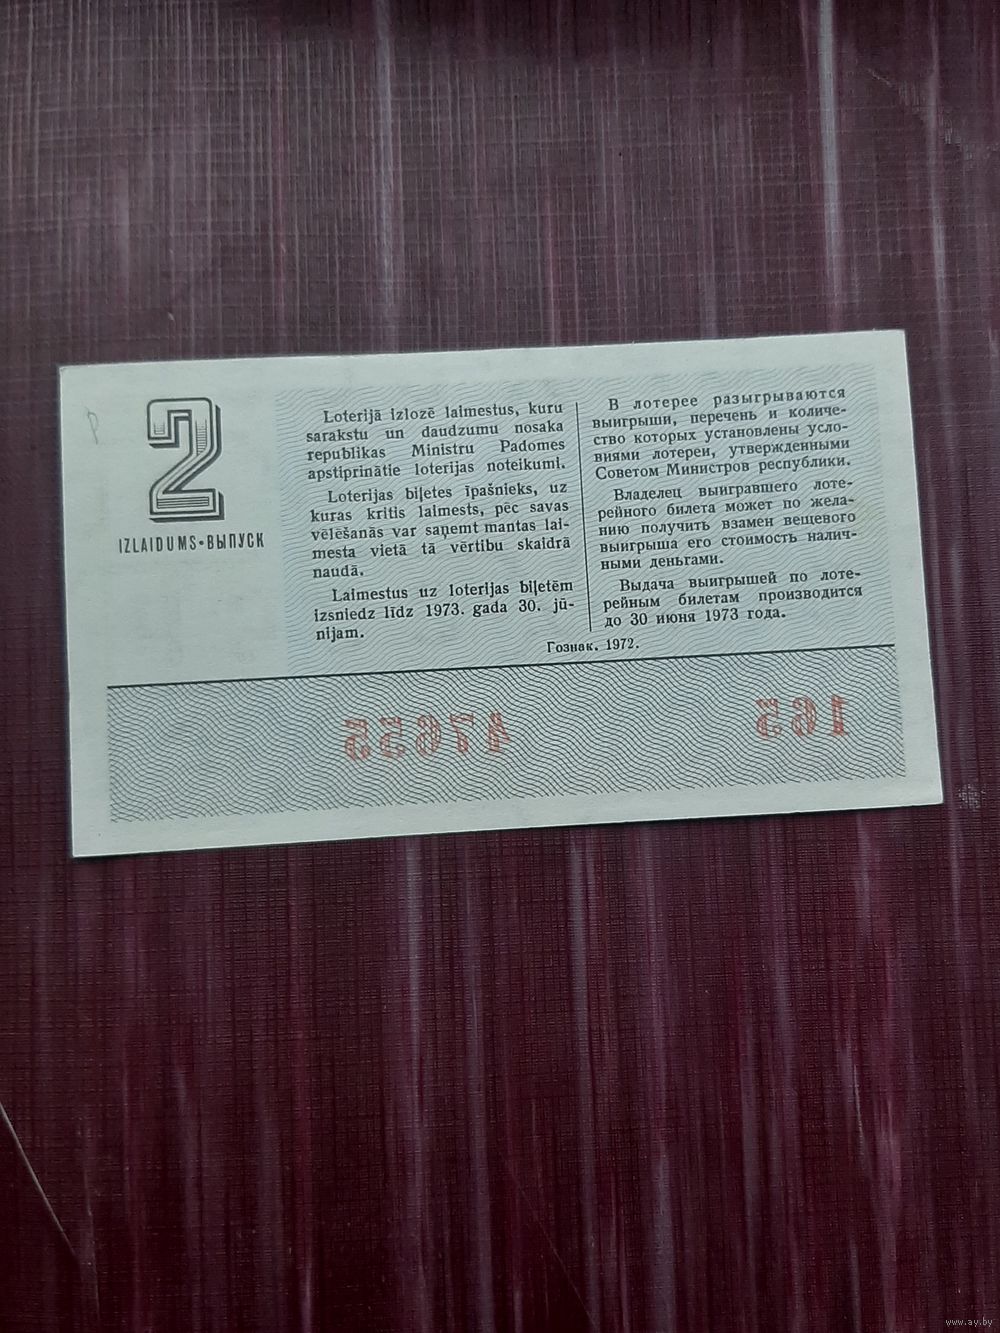 2
IZLAIDUMS•ВЫПУСК
Loterijā izlozē laimestus, kuru
sarakstu un daudzumu nosaka
republikas Ministru Padomes
apstiprinātie loterijas noteikumi.
Loterijas biļetes īpašnieks, uz
kuras kritis laimests, pēc savas
vēlēšanās var saņemt mantas lai-
mesta vietā tā vērtību skaidrā
naudā.
Laimestus uz loterijas biļetēm
izsniedz līdz 1973. gada 30. jū-
nijam.
В лотерее разыгрываются
выигрыши, перечень и количе-
ство которых установлены усло-
виями лотереи, утвержденными
Советом Министров республики.
Владелец выигравшего лоте-
рейного билета может по жела-
нию получить взамен вещевого
выигрыша его стоимость налич-
ными деньгами.
Выдача выигрышей по лоте-
рейным билетам производится
до 30 июня 1973 года.
Гознак. 1972.
47655
165
www.ay.by